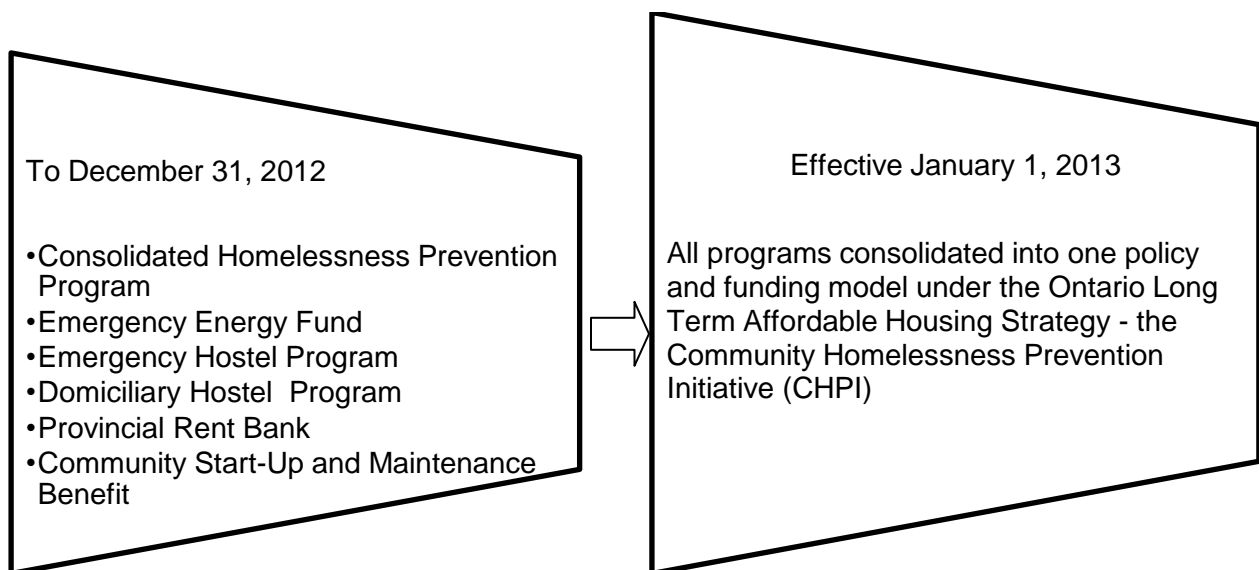 To December 31, 2012
•Consolidated Homelessness Prevention
Program
•Emergency Energy Fund
•Emergency Hostel Program
•Domiciliary Hostel  Program
•Provincial Rent Bank
•Community Start-Up and Maintenance
Benefit
Effective January 1, 2013
All programs consolidated into one policy
and funding model under the Ontario Long
Term Affordable Housing Strategy - the
Community Homelessness Prevention
Initiative (CHPI)